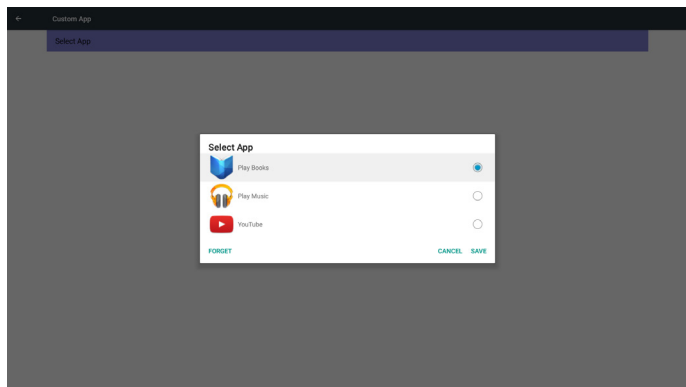 Custom App
Select App
Select App
Play Books
Play Music
YouTube
FORGET CANCEL SAVE